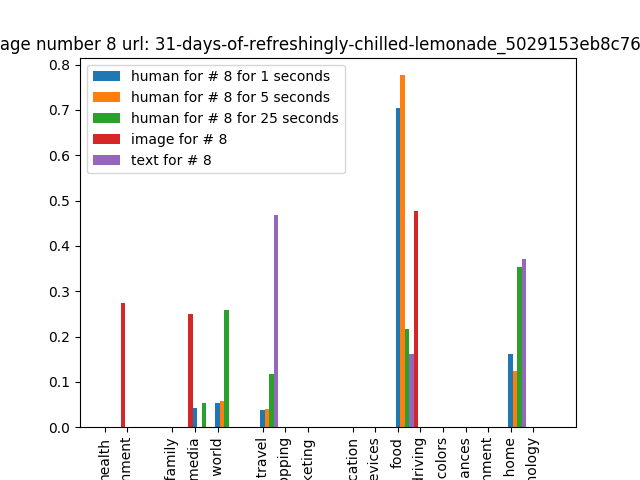 age number 8 url: 31-days-of-refreshingly-chilled-lemonade_5029153eb8c76
human for # 8 for 1 seconds
human for # 8 for 5 seconds
human for # 8 for 25 seconds
image for # 8
text for # 8
0.8
0.7
0.6
0.5
0.4
0.3
0.2
0.1
0.0
health
nment
family
media
world
travel
opping
keting
cation
evices
food
driving
colors
ances
nment
home
nology